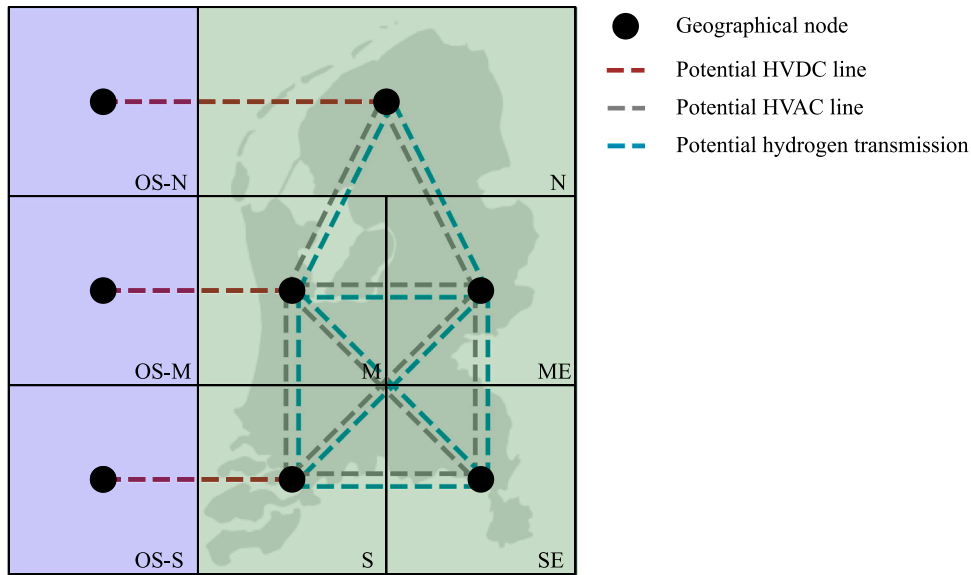 Geographical node
Potential HVDC line
Potential HVAC line
Potential hydrogen transmission
OS-N
N
OS-M
M
ME
OS-S
S
SE